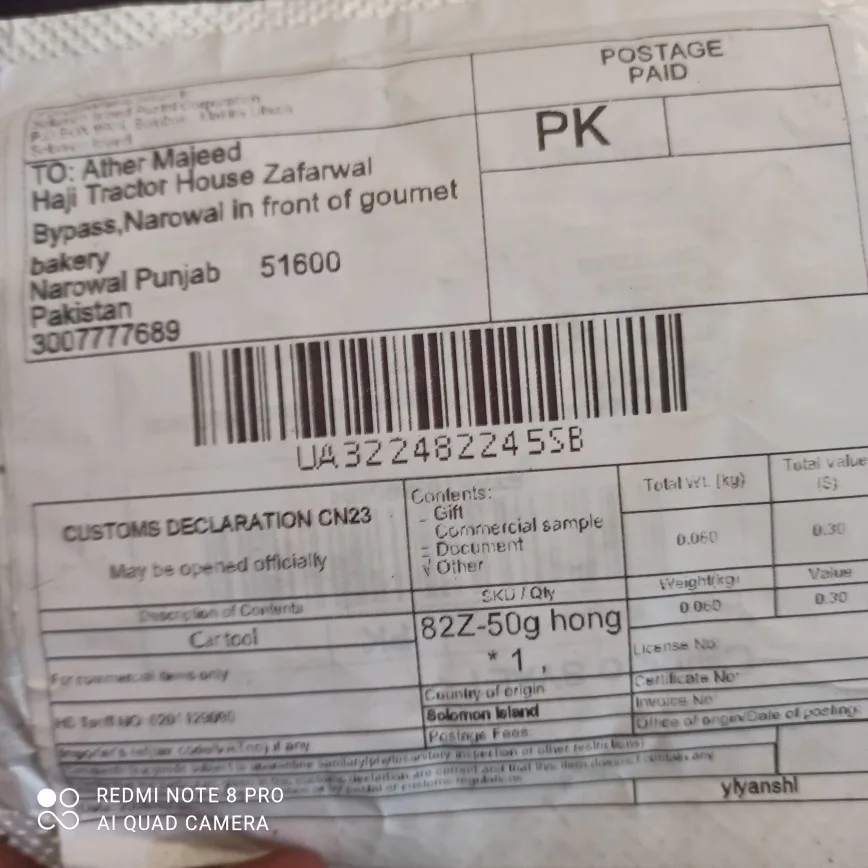 POSTAGE
PAID
PK
TO: Ather Majeed
Haji Tractor House Zafarwal
Bypass,Narowal in front of goumet
bakery
Narowal Punjab 51600
Pakistan
3007777689
UA322482245SB
CUSTOMS DECLARATION CN23
May be opened officially
Contents:
- Gift
Commercial sample
- Document
√ Other
Total Wt. (kg)
Total value
($)
0.060
0.30
Description of Contents
SKU / Qty
Weight(kg)
Value
Cartool
82Z-50g hong
* 1 ,
0.060
0.30
License No
For commercial items only
Country of origin
Certificate No
Solomon Island
Invoice No
Postage Fees
Office of origin/Date of posting
ylyanshi
REDMI NOTE 8 PRO
AI QUAD CAMERA